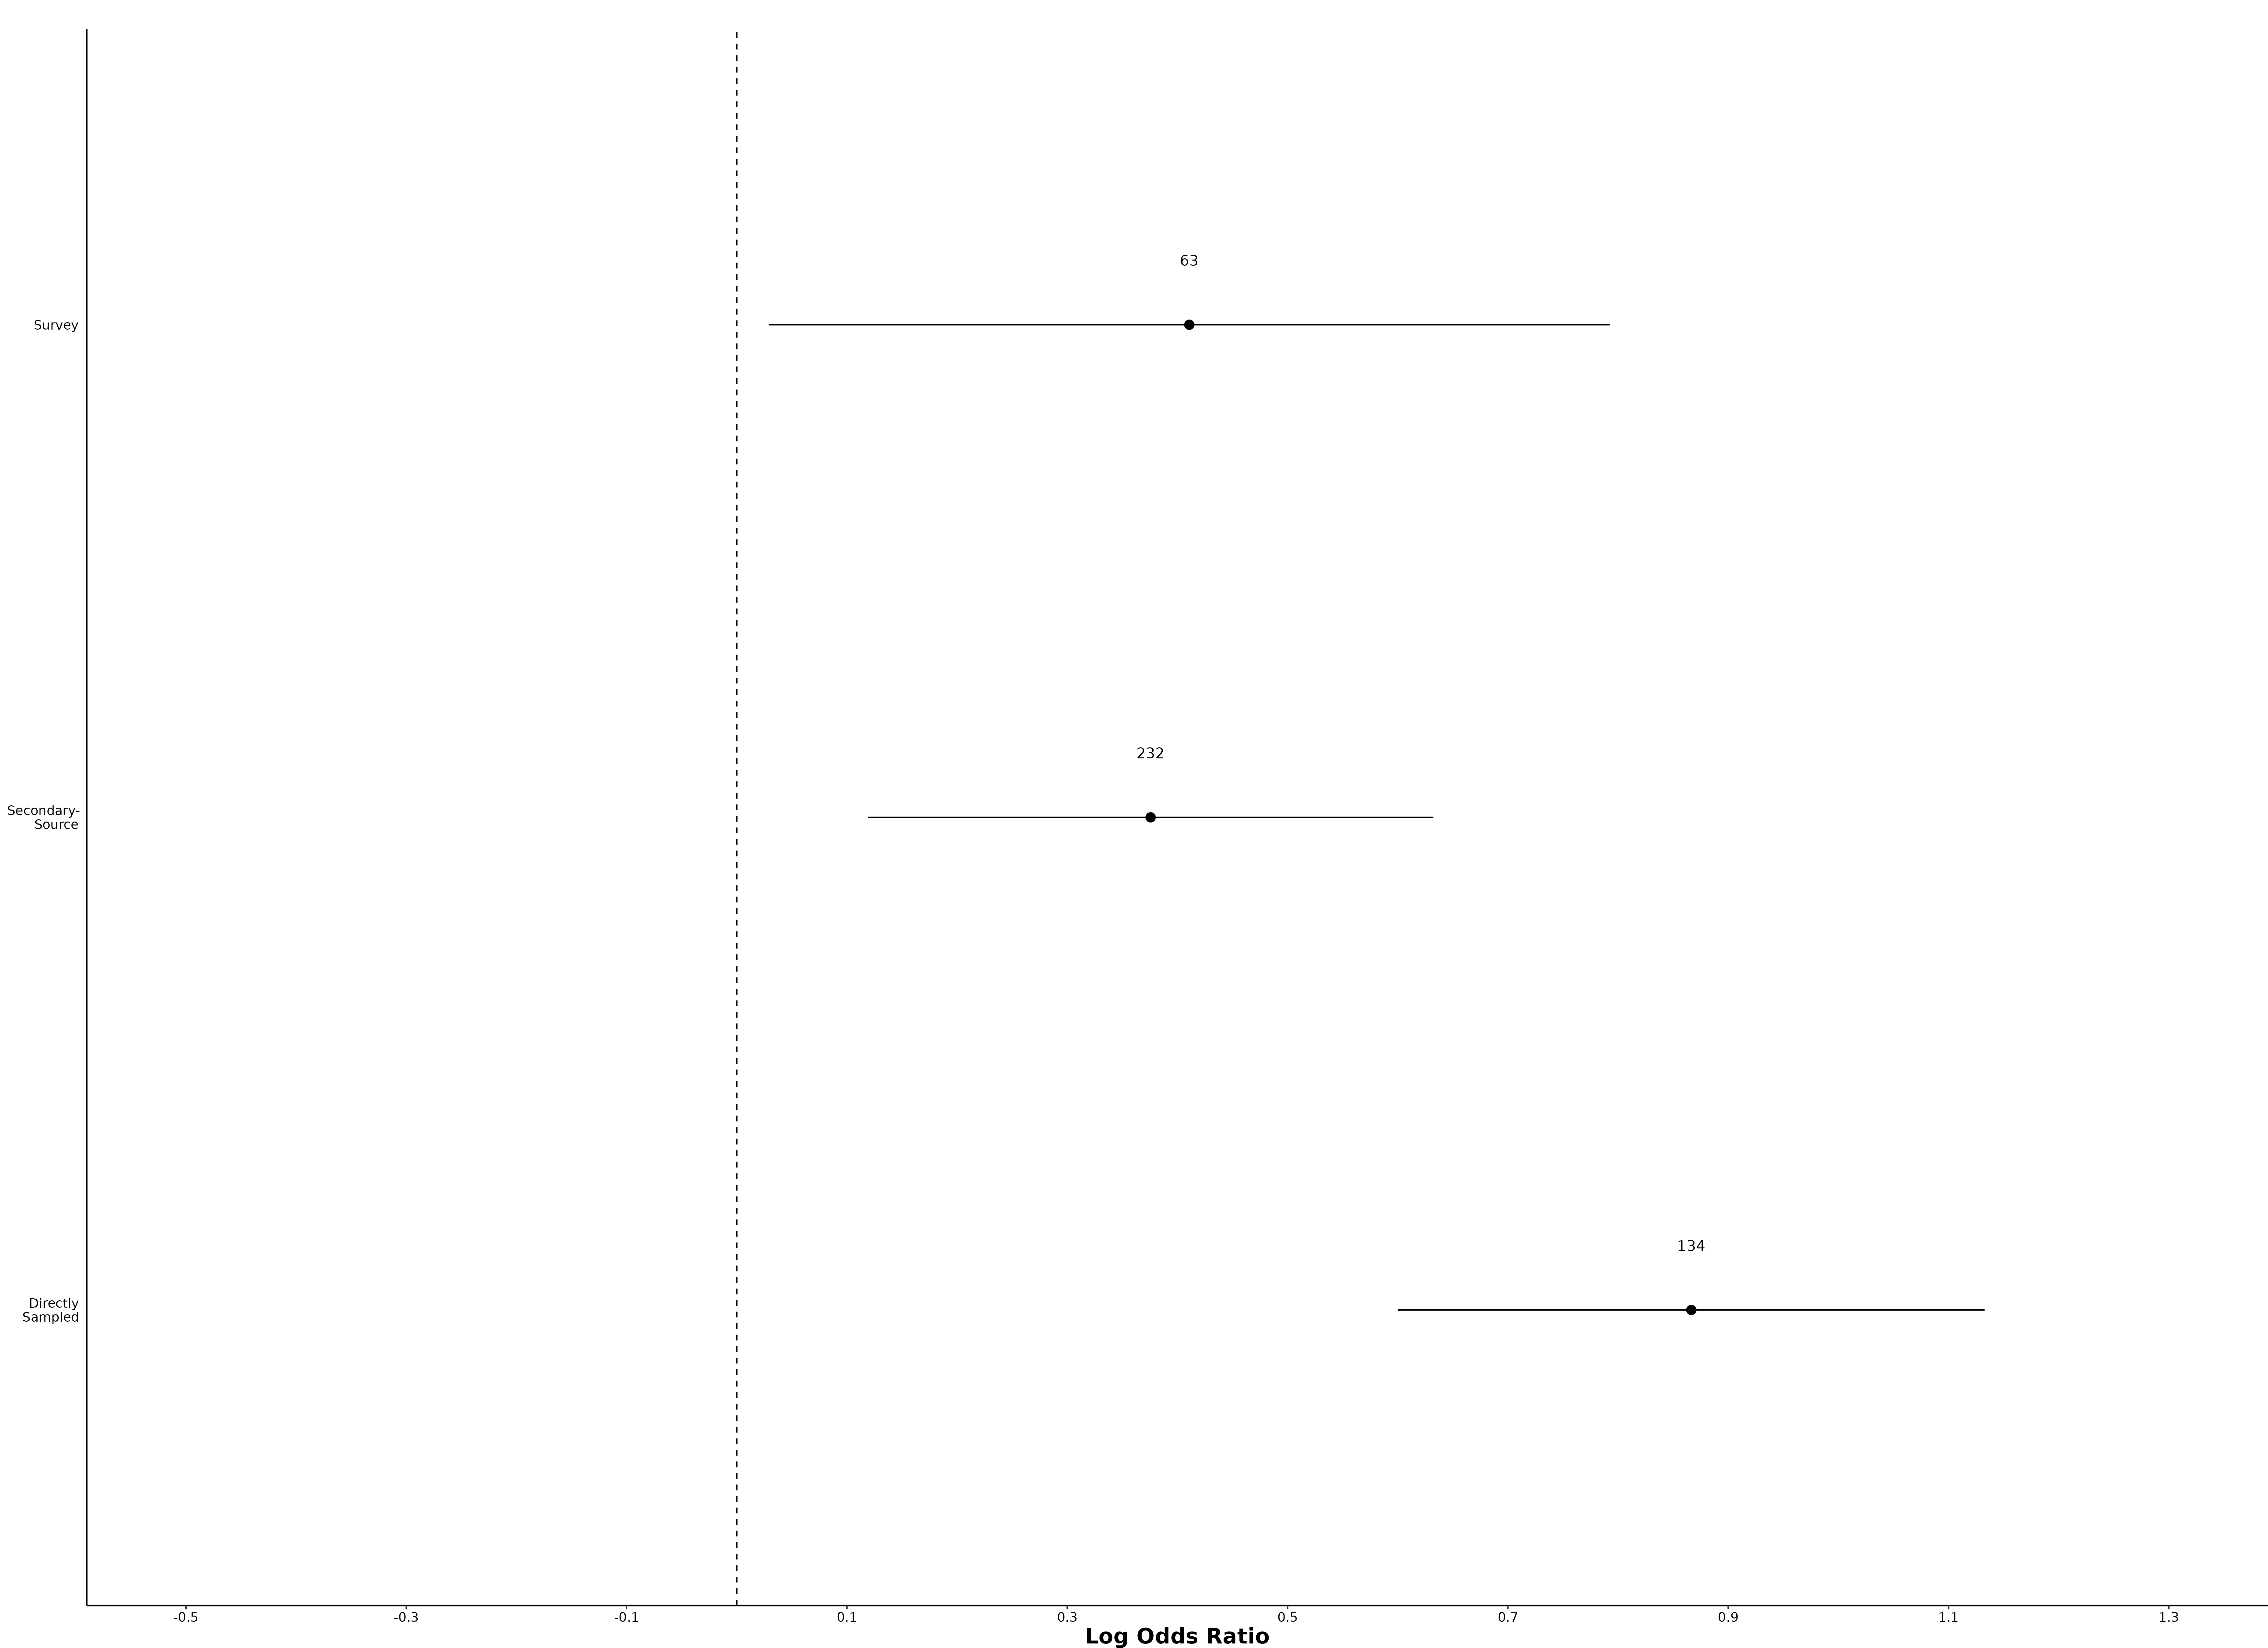 63
Survey
232
Secondary-
Source
134
Directly
Sampled
-0.5 -0.3 -0.1 0.1 0.3 0.5 0.7 0.9 1.1 1.3
Log Odds Ratio